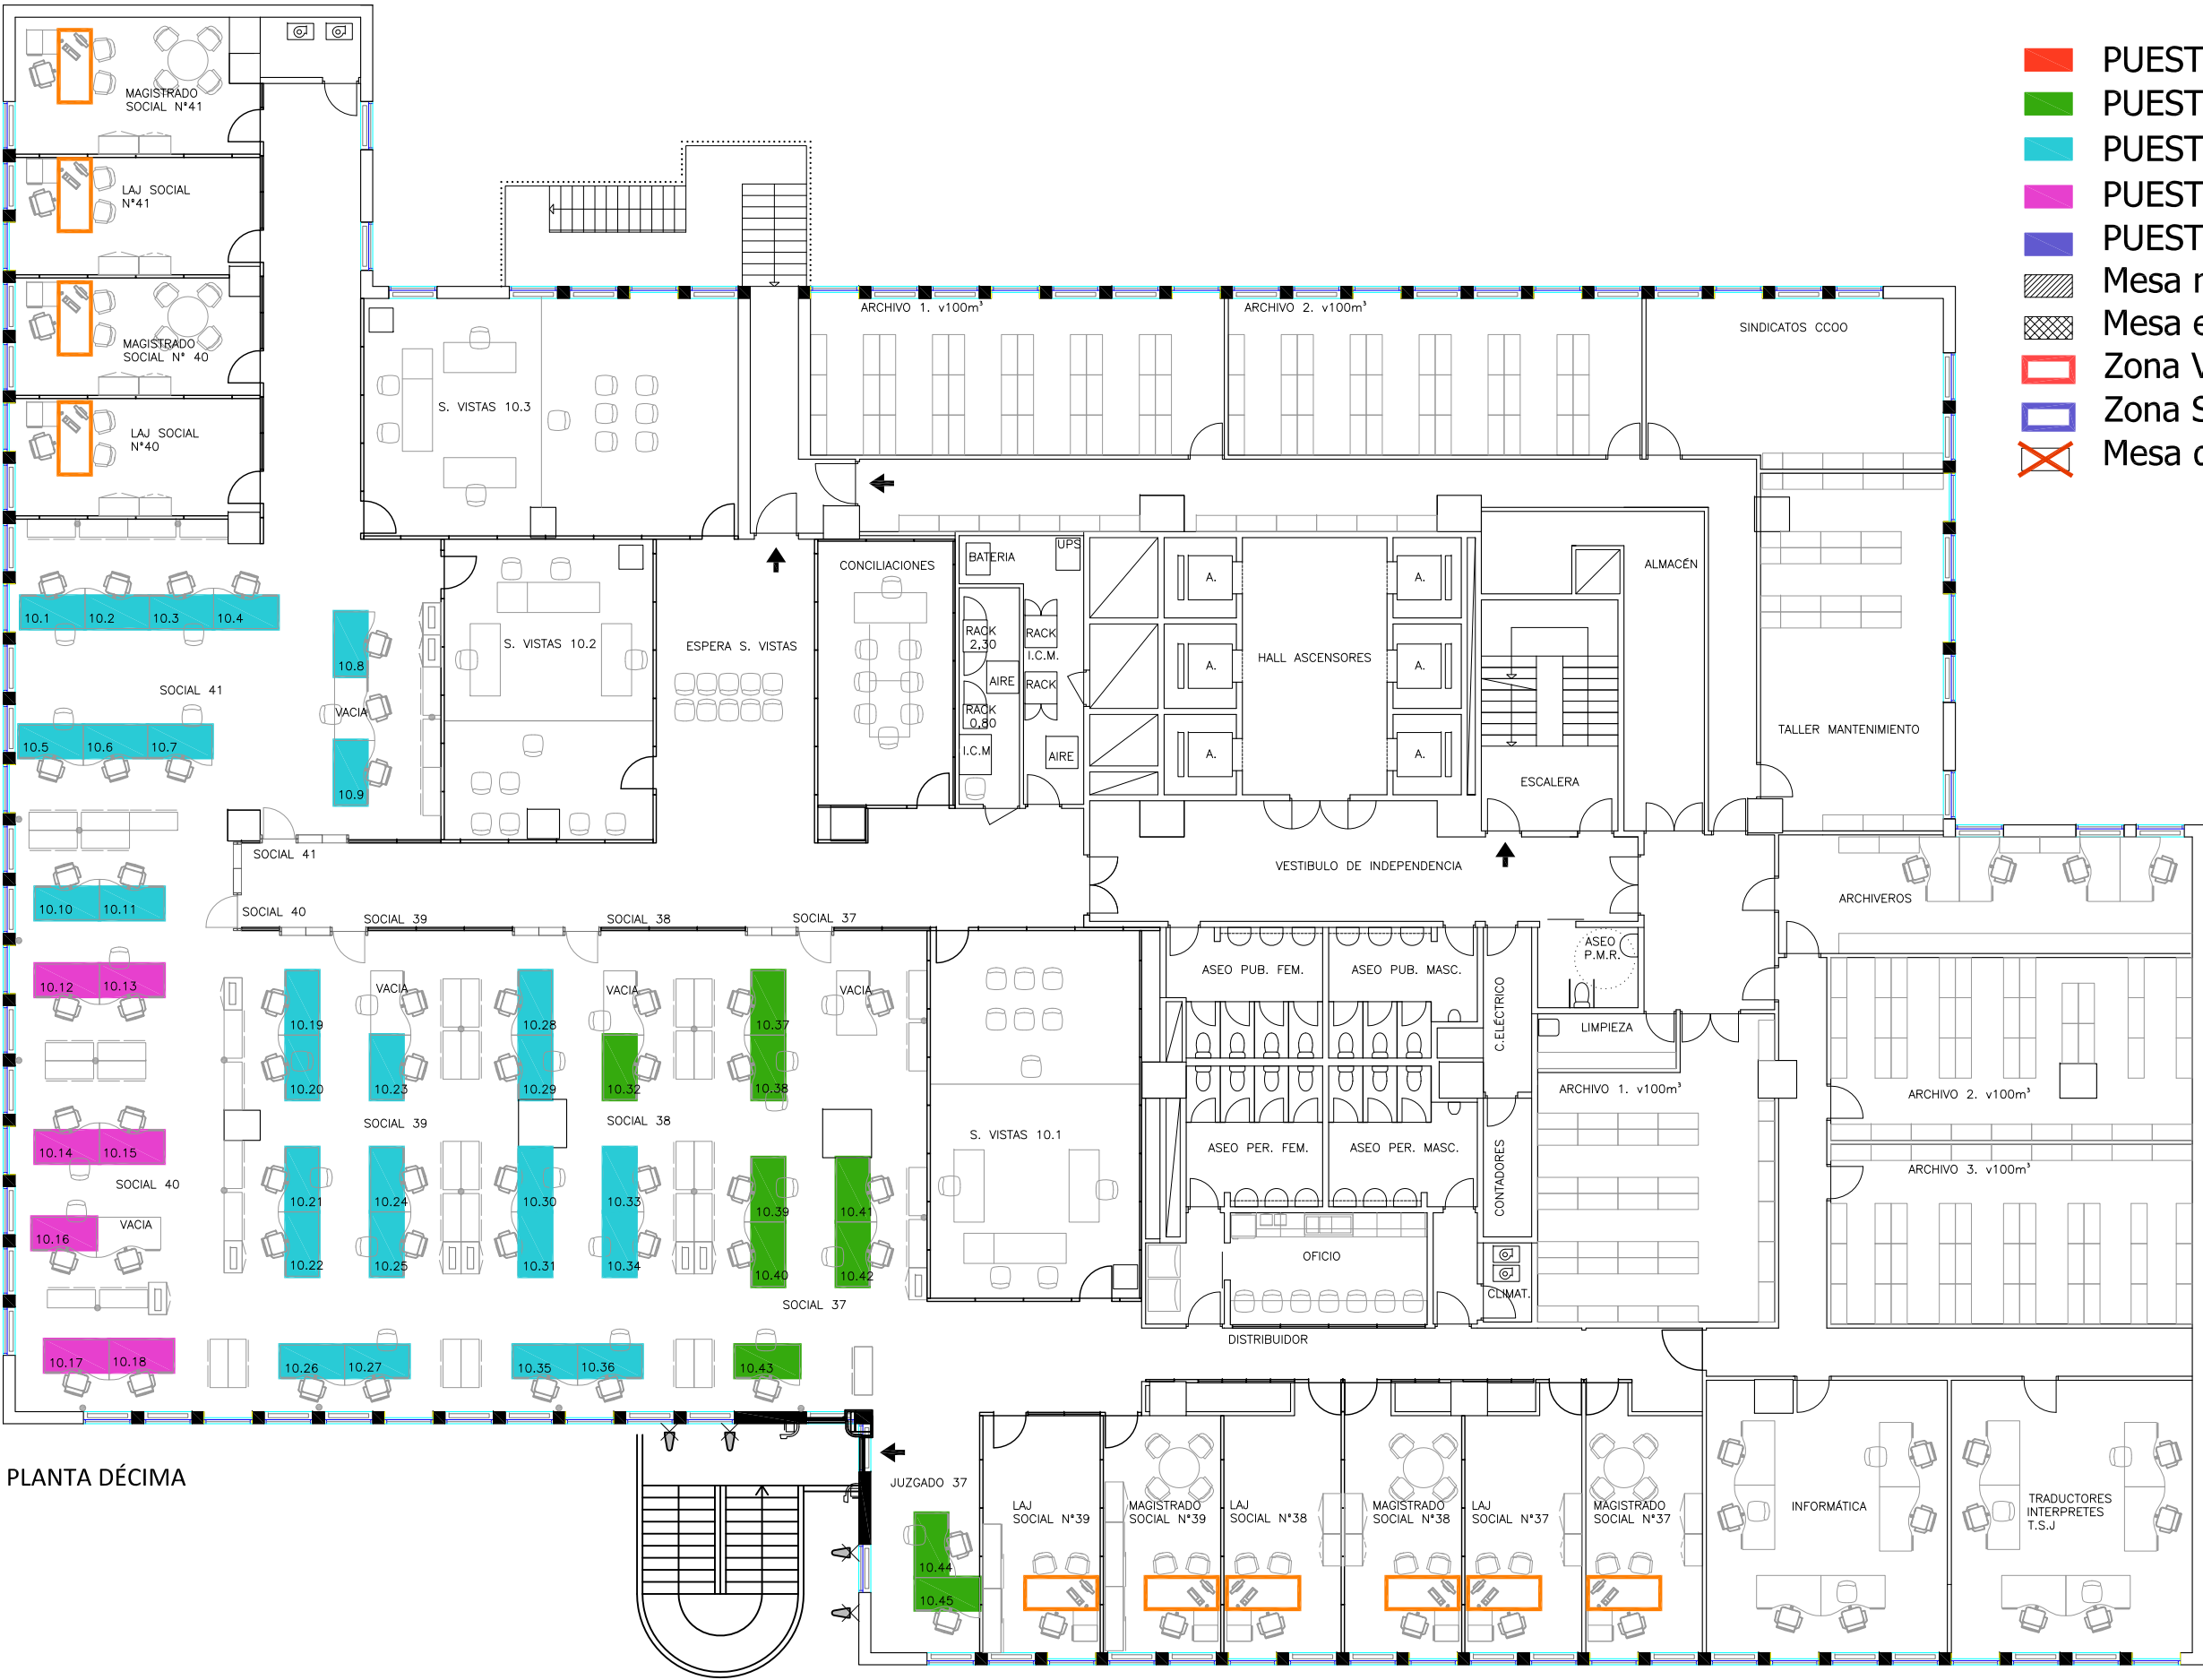 PUEST
PUEST
PUEST
PUEST
PUEST
Mesa
Mesa
Zona
Zona
Mesa
MAGISTRADO
SOCIAL N°41
LAJ SOCIAL
N°41
MAGISTRADO
SOCIAL N° 40
LAJ SOCIAL
N°40
S. VISTAS 10.3
ARCHIVO 1. v100m³
ARCHIVO 2. v100m³
SINDICATOS CCOO
CONCILIACIONES
BATERIA
UPS
ALMACÉN
A.
A.
10.1
10.2
10.3
10.4
S. VISTAS 10.2
ESPERA S. VISTAS
RACK
2,30
RACK
I.C.M.
HALL ASCENSORES
A.
A.
10.8
AIRE
RACK
SOCIAL 41
VACIA
RACK
0,80
TALLER MANTENIMIENTO
10.5
10.6
10.7
I.C.M
AIRE
A.
A.
ESCALERA
10.9
SOCIAL 41
VESTIBULO DE INDEPENDENCIA
ARCHIVEROS
10.10
10.11
SOCIAL 40
SOCIAL 39
SOCIAL 38
SOCIAL 37
ASEO
P.M.R.
ASEO PUB. FEM.
ASEO PUB. MASC.
10.12
10.13
VACIA
VACIA
VACIA
C.ELÉCTRICO
LIMPIEZA
10.19
10.28
10.37
10.20
10.23
10.29
10.32
10.38
ARCHIVO 1. v100m³
ARCHIVO 2. v100m³
SOCIAL 39
SOCIAL 38
S. VISTAS 10.1
ASEO PER. FEM.
ASEO PER. MASC.
CONTADORES
10.14
10.15
ARCHIVO 3. v100m³
SOCIAL 40
10.21
10.24
10.30
10.33
10.39
10.41
VACIA
10.16
10.22
10.25
10.31
10.34
10.40
10.42
OFICIO
CLIMAT.
SOCIAL 37
DISTRIBUIDOR
10.17
10.18
10.26
10.27
10.35
10.36
10.43
PLANTA DÉCIMA
JUZGADO 37
LAJ
SOCIAL N°39
MAGISTRADO
SOCIAL N°39
LAJ
SOCIAL N°38
MAGISTRADO
SOCIAL N°38
LAJ
SOCIAL N°37
MAGISTRADO
SOCIAL N°37
INFORMÁTICA
TRADUCTORES
INTERPRETES
T.S.J
10.44
10.45